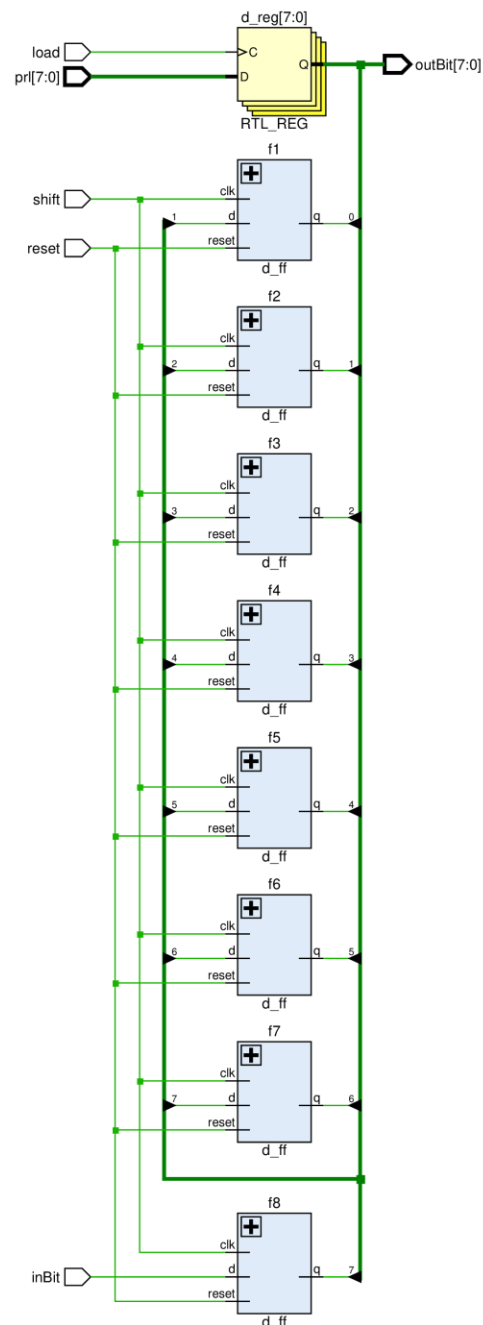 d_reg[7:0]
load
C
prl[7:0]
D
Q
outBit[7:0]
RTL_REG
f1
clk
shift
1
d
q
0
reset
reset
d_ff
f2
clk
2
d
q
1
reset
d_ff
f3
clk
3
d
q
2
reset
d_ff
f4
clk
4
d
q
3
reset
d_ff
f5
clk
5
d
q
4
reset
d_ff
f6
clk
6
d
q
5
reset
d_ff
f7
clk
7
d
q
6
reset
d_ff
f8
clk
inBit
d
q
7
reset
d_ff